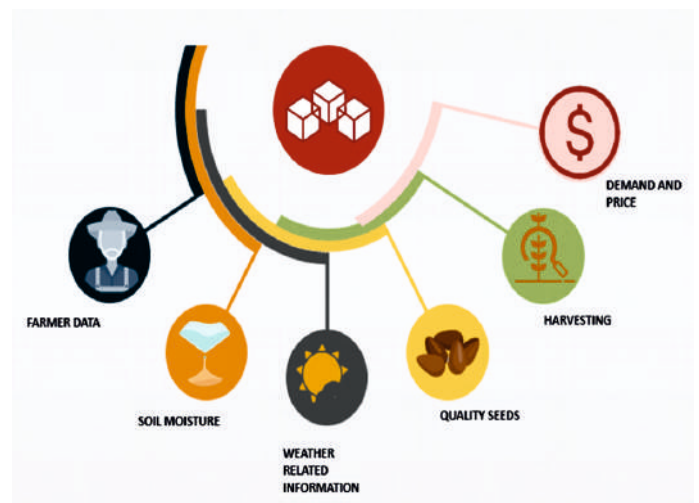 DEMAND AND
PRICE
HARVESTING
FARMER DATA
QUALITY SEEDS
SOIL MOISTURE
WEATHER
RELATED
INFORMATION